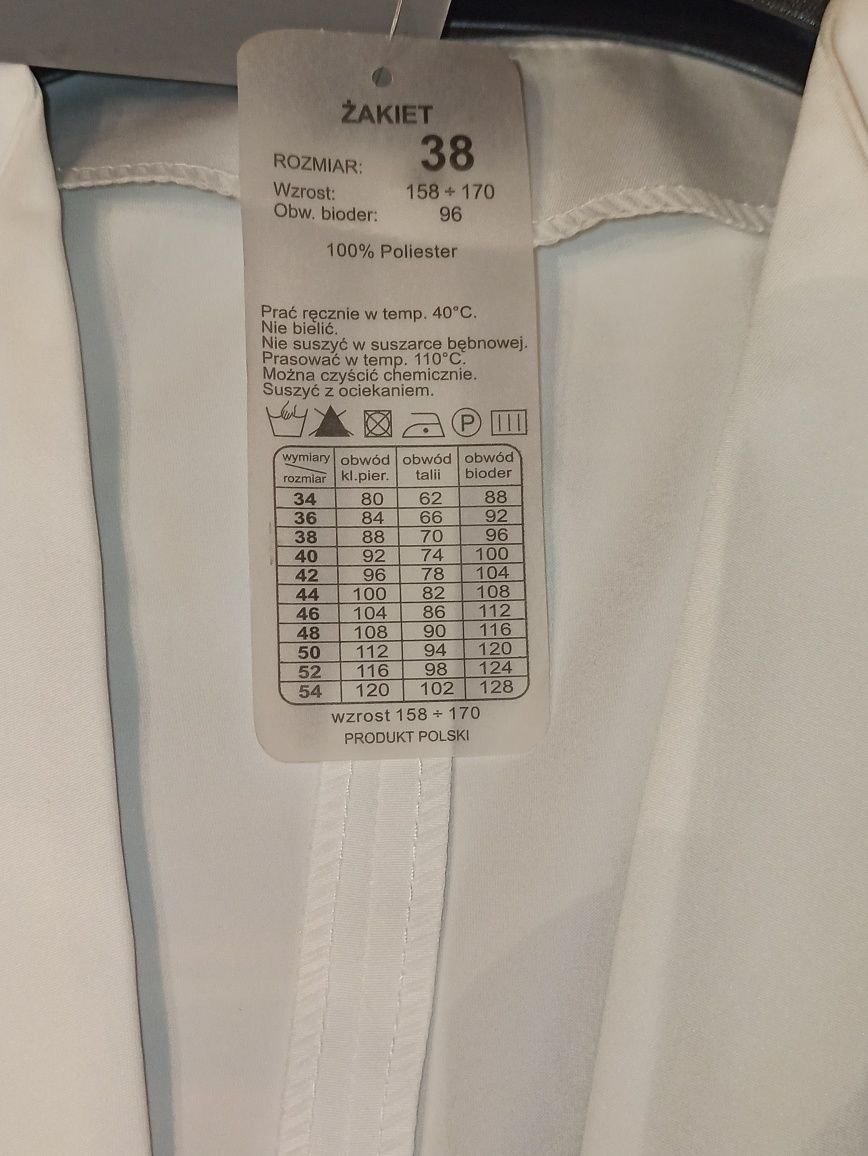 ŻAKIET
ROZMIAR: 38
Wzrost: 158 ÷ 170
Obw. bioder: 96
100% Poliester
Prać ręcznie w temp. 40°C.
Nie bielić.
Nie suszyć w suszarce bębnowej.
Prasować w temp. 110°C.
Można czyścić chemicznie.
Suszyć z ociekaniem.
P
wymiary rozmiar obwód kl.pier. obwód talii obwód bioder
34 80 62 88
36 84 66 92
38 88 70 96
40 92 74 100
42 96 78 104
44 100 82 108
46 104 86 112
48 108 90 116
50 112 94 120
52 116 98 124
54 120 102 128
wzrost 158 ÷ 170
PRODUKT POLSKI